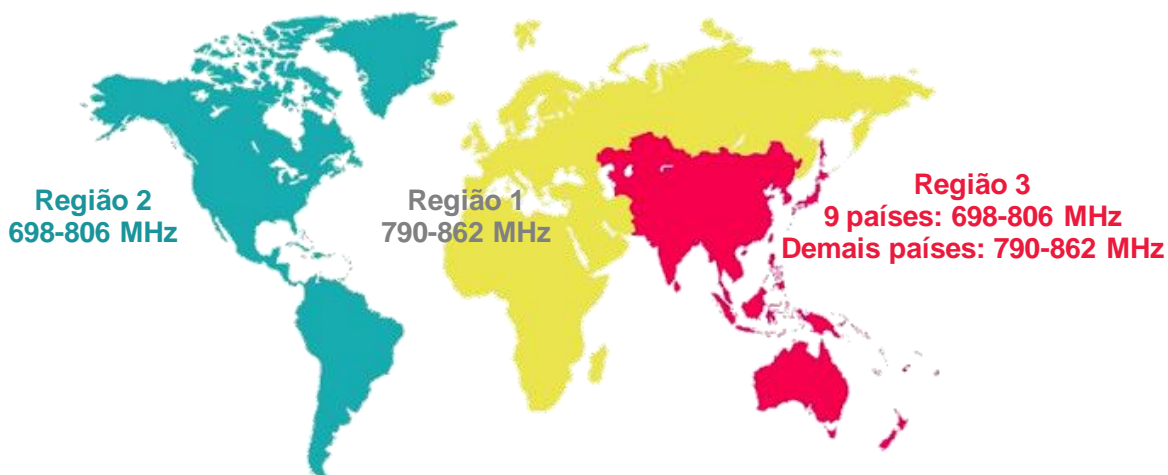 Região 2
698-806 MHz
Região 1
790-862 MHz
Região 3
9 países: 698-806 MHz
Demais países: 790-862 MHz